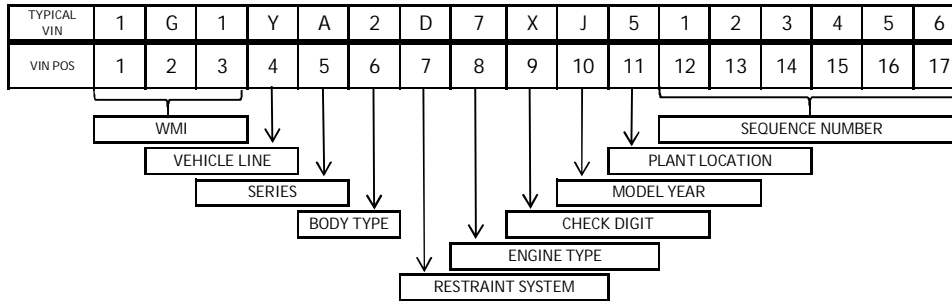 TYPICAL VIN 1 G 1 Y A 2 D 7 X J 5 1 2 3 4 5 6
VIN POS 1 2 3 4 5 6 7 8 9 10 11 12 13 14 15 16 17
WMI SEQUENCE NUMBER
VEHICLE LINE PLANT LOCATION
SERIES MODEL YEAR
BODY TYPE CHECK DIGIT
ENGINE TYPE
RESTRAINT SYSTEM